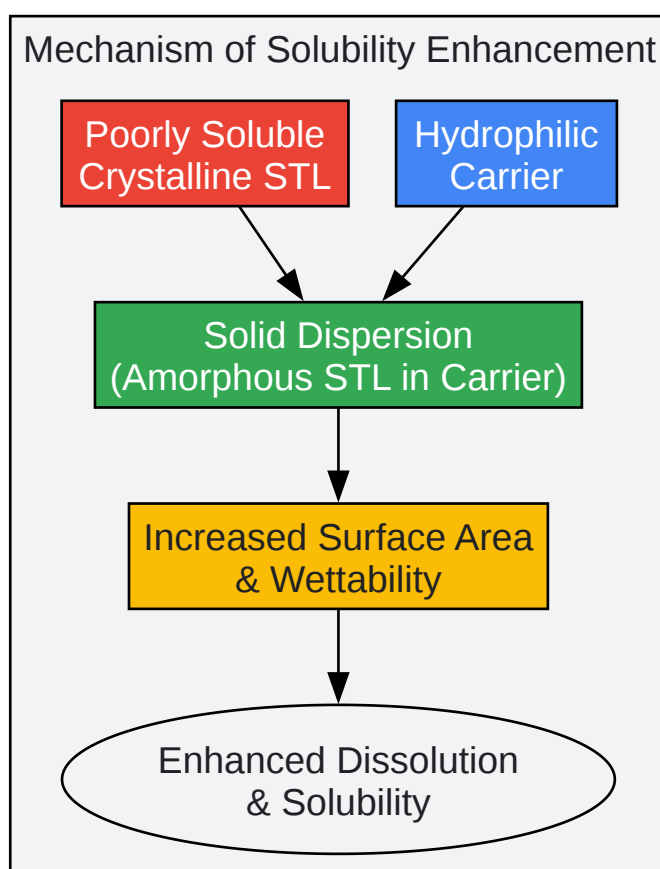 Mechanism of Solubility Enhancement
Poorly Soluble
Crystalline STL
Hydrophilic
Carrier
Solid Dispersion
(Amorphous STL in Carrier)
Increased Surface Area
& Wettability
Enhanced Dissolution
& Solubility